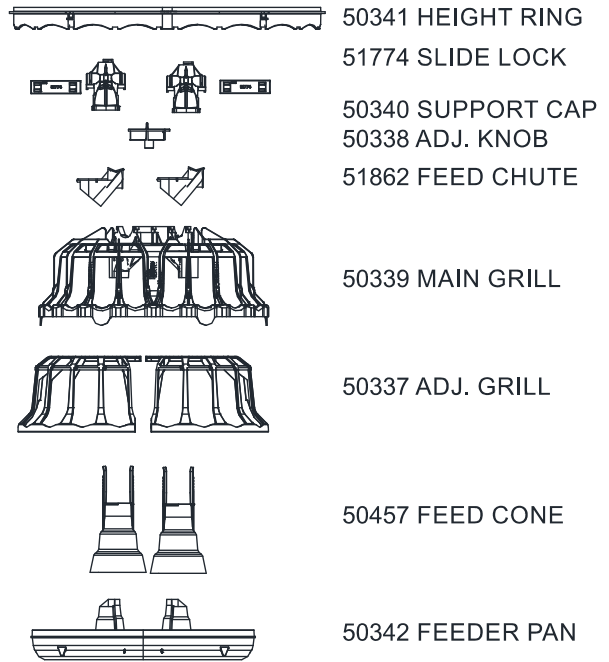 50341 HEIGHT RING
51774 SLIDE LOCK
50340 SUPPORT CAP
50338 ADJ. KNOB
51862 FEED CHUTE
50339 MAIN GRILL
50337 ADJ. GRILL
50457 FEED CONE
50342 FEEDER PAN